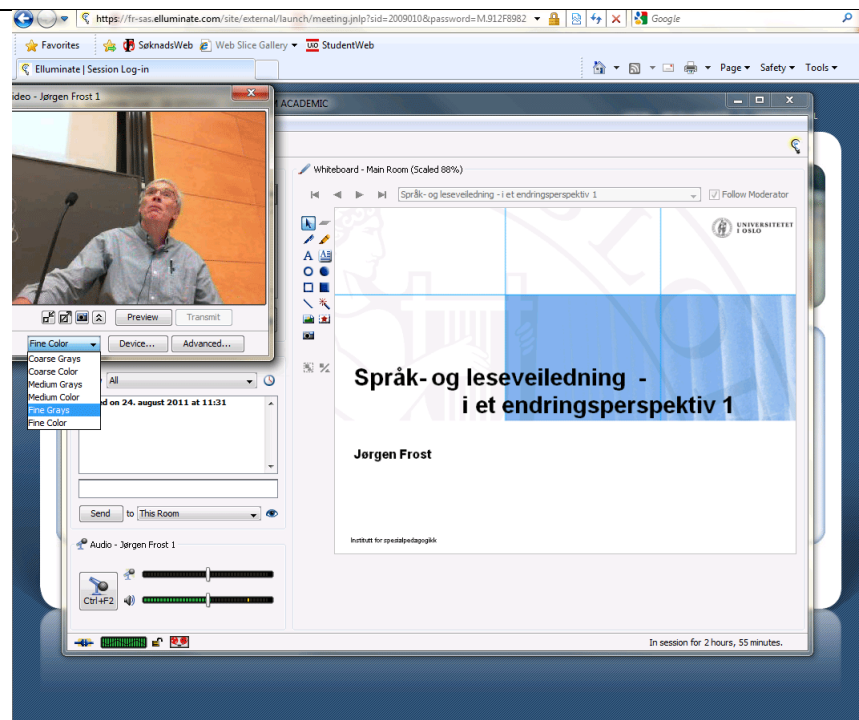 https://fr-sas.elluminate.com/site/external/launch/meeting.jnlp?sid=2009010&password=M.912F8982
Google
Favorites
SøknadsWeb
Web Slice Gallery
UiO
StudentWeb
Elluminate | Session Log-in
Page
Safety
Tools
ideo - Jørgen Frost 1
ACADEMIC
L
Whiteboard - Main Room (Scaled 88%)
Språk- og leseveiledning - i et endringsperspektiv 1
Follow Moderator
UNIVERSITETET
I OSLO
A
Preview
Transmit
Fine Color
Device...
Advanced...
Coarse Grays
Coarse Color
Medium Grays
Medium Color
Fine Grays
Fine Color
All
d on 24. august 2011 at 11:31
Språk- og leseveiledning -
i et endringsperspektiv 1
Jørgen Frost
Institutt for spesialpedagogikk
Send
to
This Room
Audio - Jørgen Frost 1
Ctrl+F2
In session for 2 hours, 55 minutes.